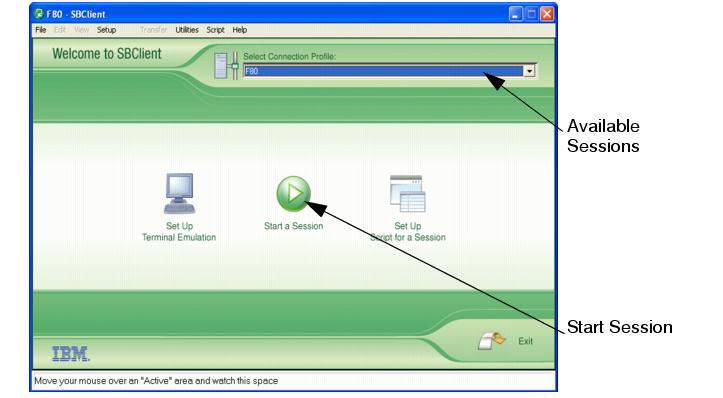 F80 - SBClient
File Edit View Setup Transfer Utilities Script Help
Welcome to SBClient
Select Connection Profile:
F80
Available
Sessions
Set Up
Terminal Emulation
Start a Session
Set Up
Script for a Session
Start Session
Exit
IBM.
Move your mouse over an "Active" area and watch this space